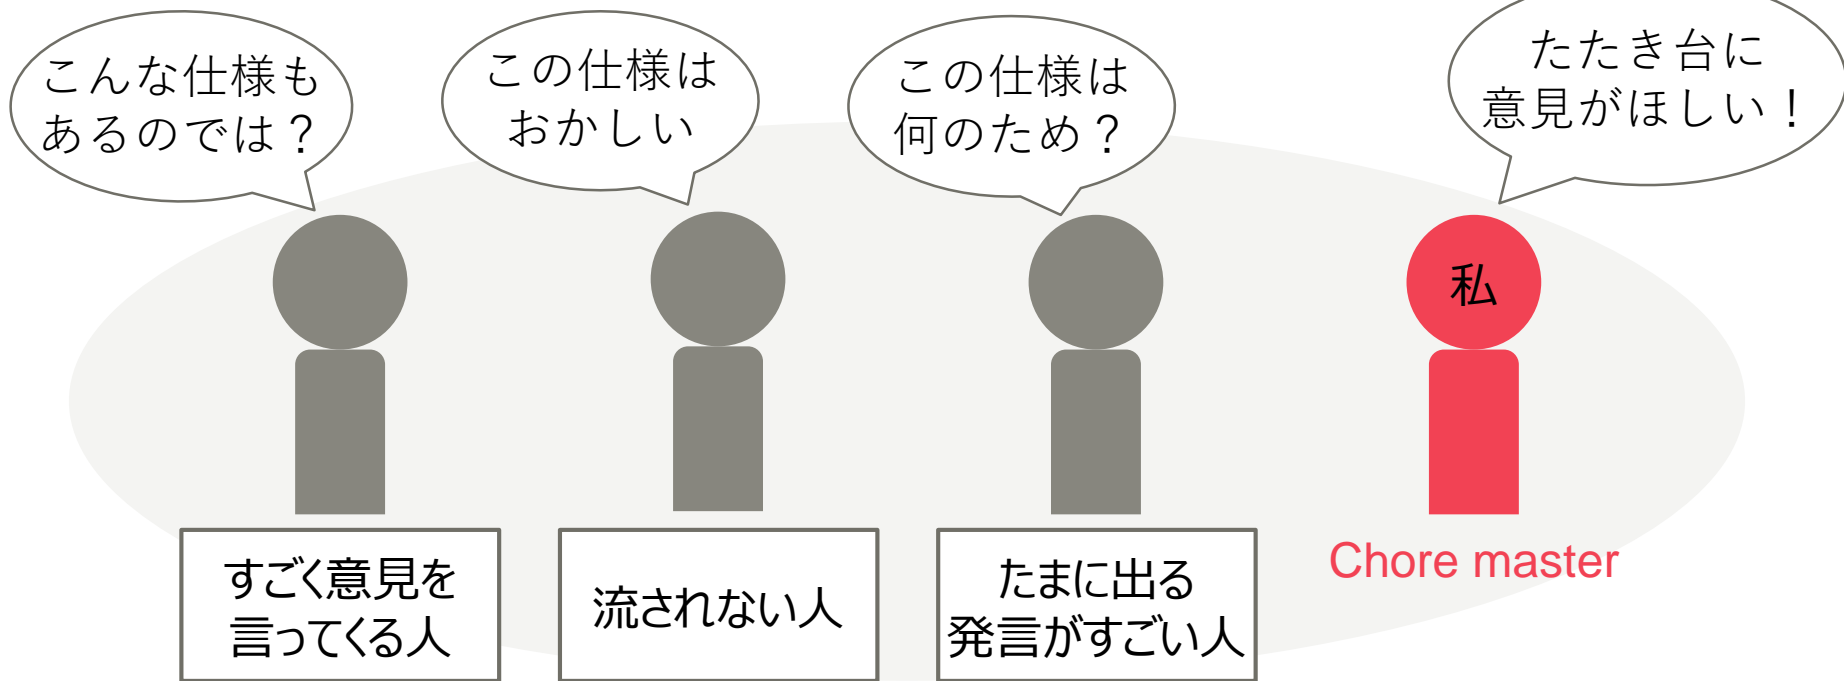 こんな仕様も
あるのでは？
この仕様は
おかしい
この仕様は
何のため？
たたき台に
意見がほしい！
私
すごく意見を
言ってくる人
流されない人
たまに出る
発言がすごい人
Chore master